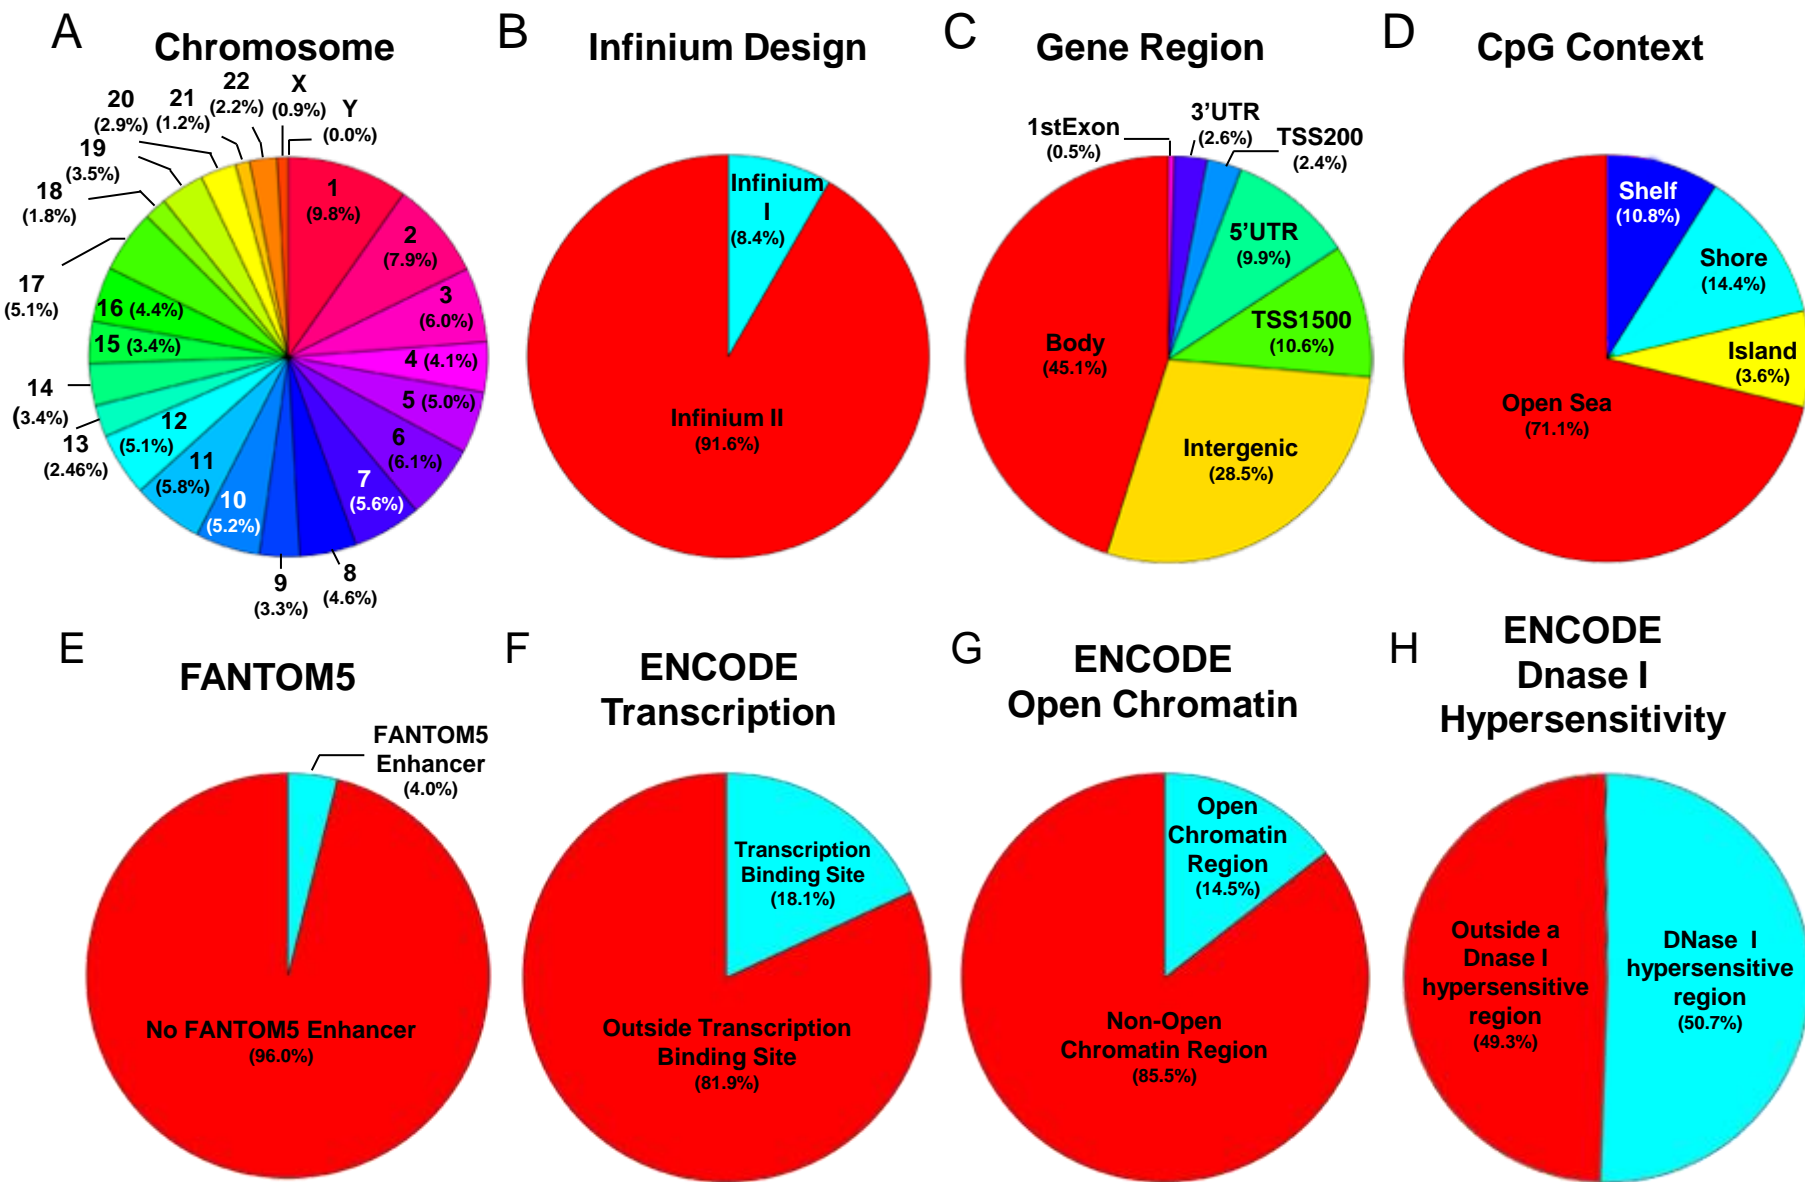 A
Chromosome
22
(2.2%)
X
(0.9%)
Y
(0.0%)
21
(1.2%)
20
(2.9%)
19
(3.5%)
18
(1.8%)
17
(5.1%)
16 (4.4%)
15 (3.4%)
14
(3.4%)
13
(2.46%)
12
(5.1%)
11
(5.8%)
10
(5.2%)
9
(3.3%)
8
(4.6%)
7
(5.6%)
6
(6.1%)
5 (5.0%)
4 (4.1%)
3
(6.0%)
2
(7.9%)
1
(9.8%)
B
Infinium Design
Infinium
I
(8.4%)
Infinium II
(91.6%)
C
Gene Region
1stExon
(0.5%)
3’UTR
(2.6%)
TSS200
(2.4%)
5’UTR
(9.9%)
TSS1500
(10.6%)
Body
(45.1%)
Intergenic
(28.5%)
D
CpG Context
Shelf
(10.8%)
Shore
(14.4%)
Island
(3.6%)
Open Sea
(71.1%)
E
FANTOM5
FANTOM5
Enhancer
(4.0%)
No FANTOM5 Enhancer
(96.0%)
F
ENCODE
Transcription
Transcription
Binding Site
(18.1%)
Outside Transcription
Binding Site
(81.9%)
G
ENCODE
Open Chromatin
Open
Chromatin
Region
(14.5%)
Non-Open
Chromatin Region
(85.5%)
H
ENCODE
Dnase I
Hypersensitivity
Outside a
Dnase I
hypersensitive
region
(49.3%)
DNase I
hypersensitive
region
(50.7%)